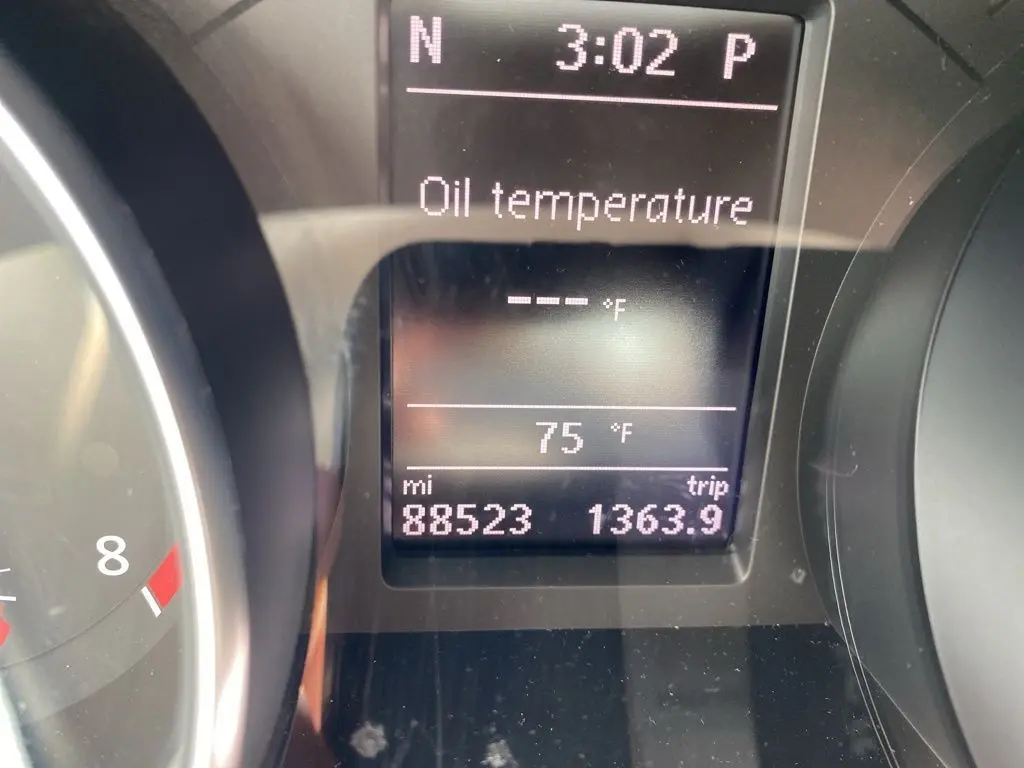 N 3:02 P
Oil temperature
--- °F
75 °F
mi trip
88523 1363.9
8